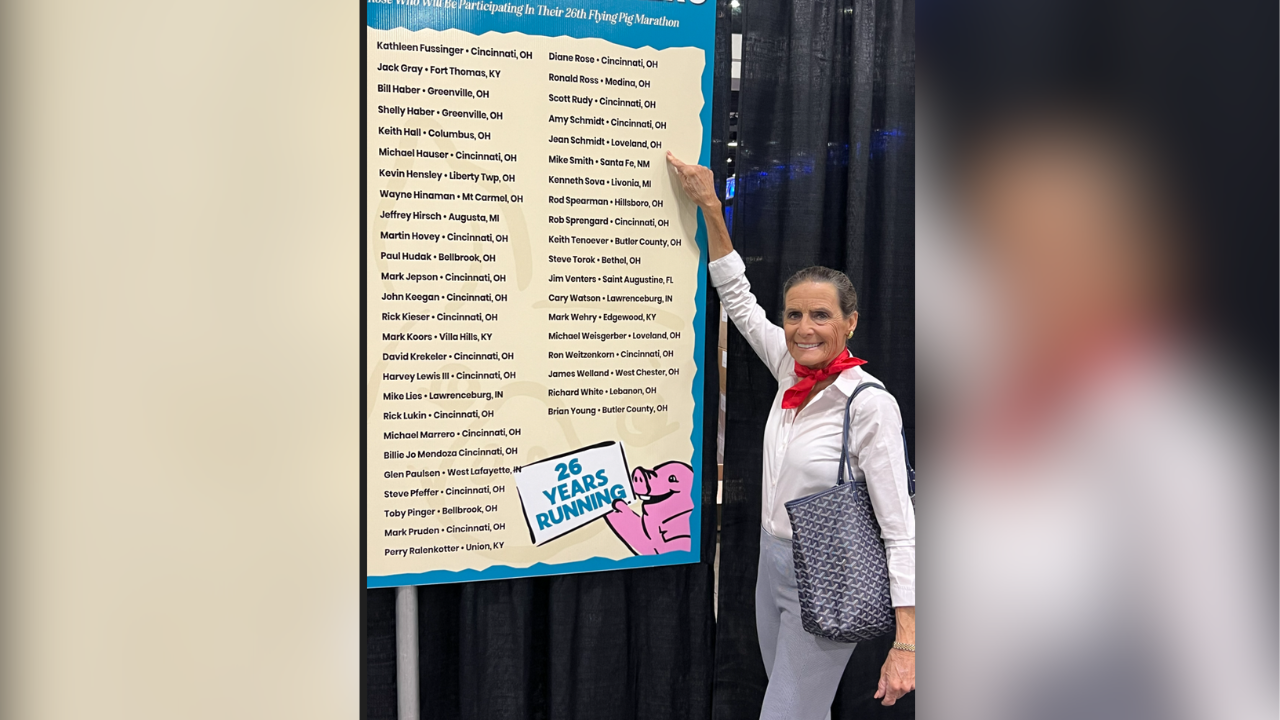 Those Who Will Be Participating In Their 26th Flying Pig Marathon
Kathleen Fussinger • Cincinnati, OH
Jack Gray • Fort Thomas, KY
Bill Haber • Greenville, OH
Shelly Haber • Greenville, OH
Keith Hall • Columbus, OH
Michael Hauser • Cincinnati, OH
Kevin Hensley • Liberty Twp, OH
Wayne Hinaman • Mt Carmel, OH
Jeffrey Hirsch • Augusta, MI
Martin Hovey • Cincinnati, OH
Paul Hudak • Bellbrook, OH
Mark Jepson • Cincinnati, OH
John Keegan • Cincinnati, OH
Rick Kieser • Cincinnati, OH
Mark Koors • Villa Hills, KY
David Krekeler • Cincinnati, OH
Harvey Lewis III • Cincinnati, OH
Mike Lies • Lawrenceburg, IN
Rick Lukin • Cincinnati, OH
Michael Marrero • Cincinnati, OH
Billie Jo Mendoza Cincinnati, OH
Glen Paulsen • West Lafayette, IN
Steve Pfeffer • Cincinnati, OH
Toby Pinger • Bellbrook, OH
Mark Pruden • Cincinnati, OH
Perry Ralenkotter • Union, KY
Diane Rose • Cincinnati, OH
Ronald Ross • Medina, OH
Scott Rudy • Cincinnati, OH
Amy Schmidt • Cincinnati, OH
Jean Schmidt • Loveland, OH
Mike Smith • Santa Fe, NM
Kenneth Sova • Livonia, MI
Rod Spearman • Hillsboro, OH
Rob Sprengard • Cincinnati, OH
Keith Tenoever • Butler County, OH
Steve Torok • Bethel, OH
Jim Venters • Saint Augustine, FL
Cary Watson • Lawrenceburg, IN
Mark Wehry • Edgewood, KY
Michael Weisgerber • Loveland, OH
Ron Weitzenkorn • Cincinnati, OH
James Welland • West Chester, OH
Richard White • Lebanon, OH
Brian Young • Butler County, OH
26
YEARS
RUNNING